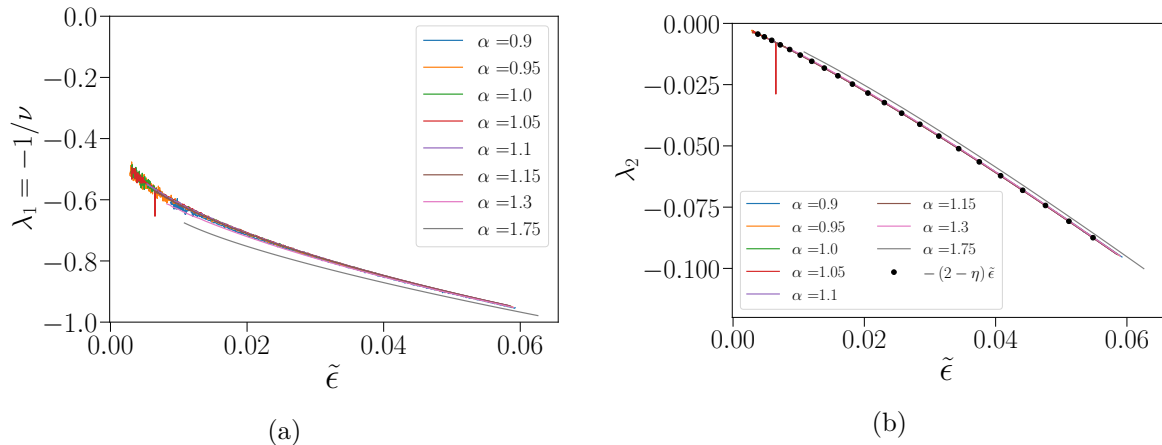 0.0
−0.2
−0.4
−0.6
−0.8
−1.0
λ₁ = −1/ν
0.00
0.02
0.04
0.06
ϵ̃
α =0.9
α =0.95
α =1.0
α =1.05
α =1.1
α =1.15
α =1.3
α =1.75
(a)
0.000
−0.025
−0.050
−0.075
−0.100
λ₂
0.00
0.02
0.04
0.06
ϵ̃
α =0.9
α =0.95
α =1.0
α =1.05
α =1.1
α =1.15
α =1.3
α =1.75
− (2 − η) ϵ̃
(b)